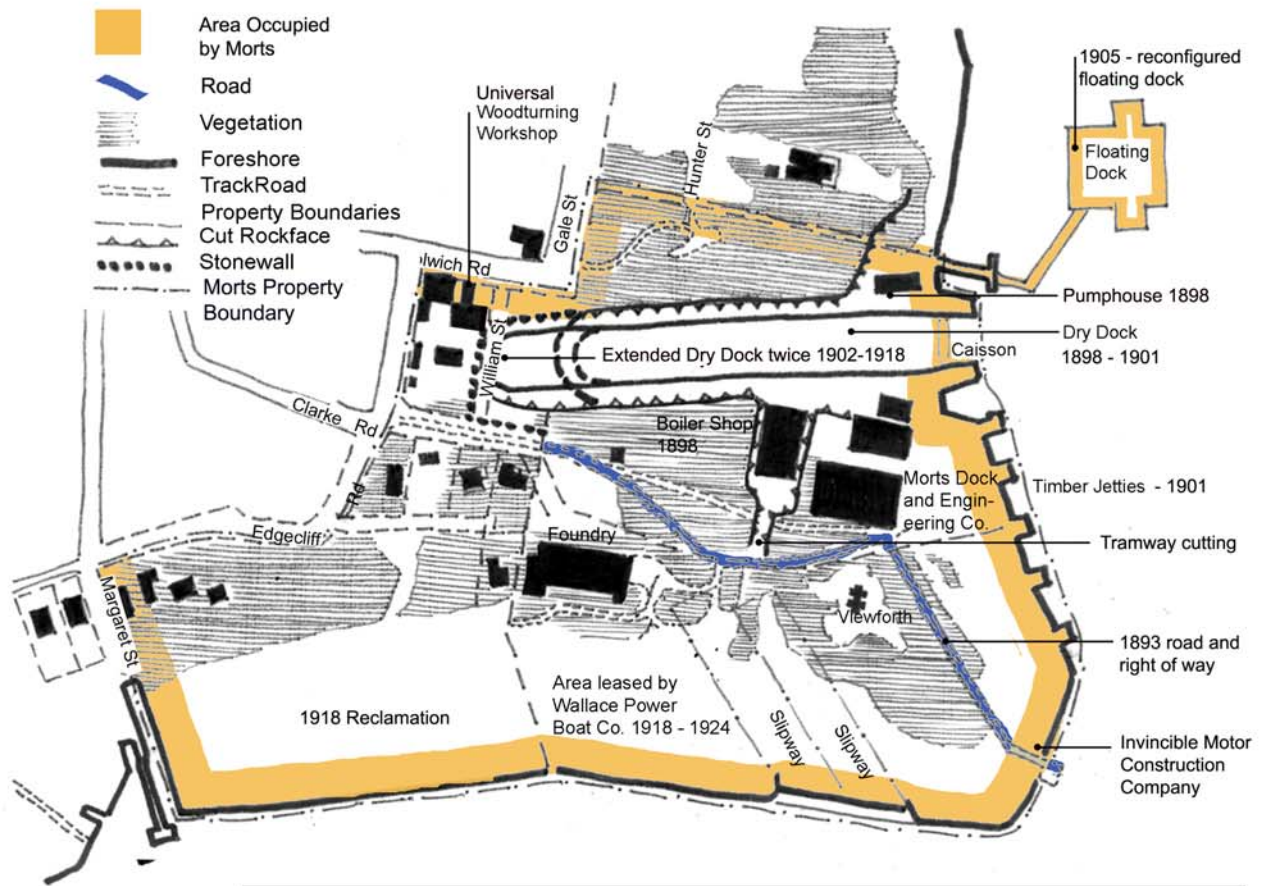 Area Occupied
by Morts
Road
Vegetation
Foreshore
TrackRoad
Property Boundaries
Cut Rockface
Stonewall
Morts Property
Boundary
Universal
Woodturning
Workshop
Gale St
Hunter St
1905 - reconfigured
floating dock
Floating
Dock
lwich Rd
William St
Pumphouse 1898
Dry Dock
1898 - 1901
Caisson
Extended Dry Dock twice 1902-1918
Clarke Rd
Rd
Boiler Shop
1898
Morts Dock
and Engin-
eering Co.
Timber Jetties - 1901
Tramway cutting
Edgecliff
Foundry
Viewforth
Margaret St
1893 road and
right of way
1918 Reclamation
Area leased by
Wallace Power
Boat Co. 1918 - 1924
Slipway
Slipway
Invincible Motor
Construction
Company